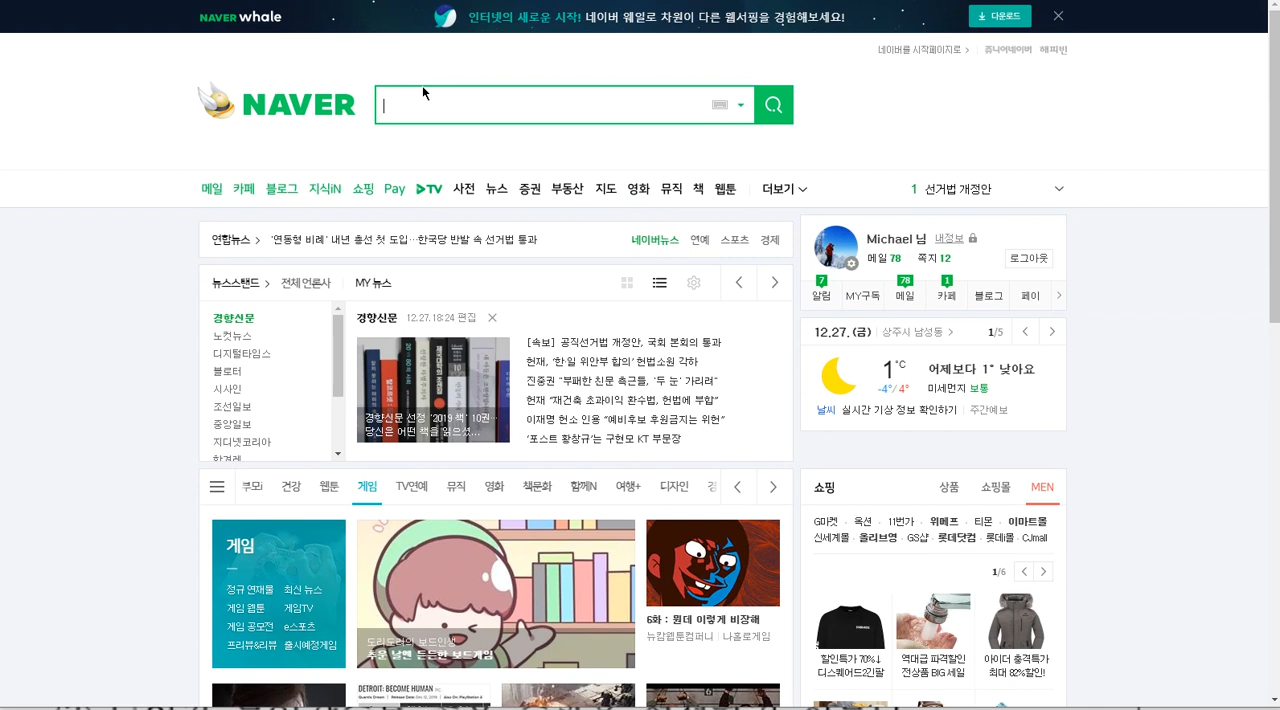 NAVER whale
인터넷의 새로운 시작! 네이버 웨일로 차원이 다른 웹서핑을 경험해보세요!
다운로드
네이버를 시작페이지로 >
쥬니어네이버 해피빈
NAVER
메일 카페 블로그 지식iN 쇼핑 Pay ▶TV 사전 뉴스 증권 부동산 지도 영화 뮤직 책 웹툰 더보기
1 선거법 개정안
연합뉴스 > '연동형 비례' 내년 총선 첫 도입…한국당 반발 속 선거법 통과
네이버뉴스 연예 스포츠 경제
Michael 님 내정보
메일 78 쪽지 12
로그아웃
7 78 1
알림 MY구독 메일 카페 블로그 페이
뉴스스탠드 > 전체 언론사 MY 뉴스
경향신문
노컷뉴스
디지털타임스
블로터
시사인
조선일보
중앙일보
지디넷코리아
한겨레
경향신문 12.27. 18:24 편집
경향신문 선정 '2019 책' 10권…
당신은 어떤 책을 읽으셨…
[속보] 공직선거법 개정안, 국회 본회의 통과
헌재, '한·일 위안부 합의' 헌법소원 각하
진중권 "부패한 친문 측근들, '두 눈' 가리려"
헌재 "재건축 초과이익 환수법, 헌법에 부합"
이재명 헌소 인용 "예비후보 후원금지는 위헌"
'포스트 황창규'는 구현모 KT 부문장
12.27.(금) 상주시 남성동 > 1/5
1°C
-4°/ 4°
어제보다 1° 낮아요
미세먼지 보통
날씨 실시간 기상 정보 확인하기 주간예보
건강 웹툰 게임 TV연예 뮤직 영화 책문화 함께N 여행+ 디자인
게임
정규 연재물 최신 뉴스
게임 웹툰 게임TV
게임 공모전 e스포츠
프리뷰&리뷰 출시예정게임
도리도리의 보드인생
추운 날엔 든든한 보드게임
6화 : 뭔데 이렇게 비장해
뉴캄웹툰컴퍼니 나홀로게임
DETROIT: BECOME HUMAN
쇼핑 상품 쇼핑몰 MEN
G마켓 · 옥션 · 11번가 · 위메프 · 티몬 · 이마트몰
신세계몰 · 올리브영 · GS샵 · 롯데닷컴 · 롯데i몰 · CJmall
1/6
할인특가 70%↓
디스퀘어드2긴팔
역대급 파격할인
전상품 BIG 세일
아이더 충격특가
최대 82%할인!